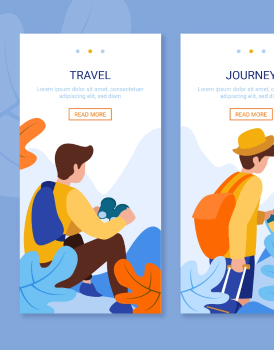 TRAVEL
Lorem ipsum dolor sit amet, consectetuer
adipiscing elit, sed diam
READ MORE
JOURNEY
Lorem ipsum dolor sit amet,
adipiscing elit, sed
READ MORE